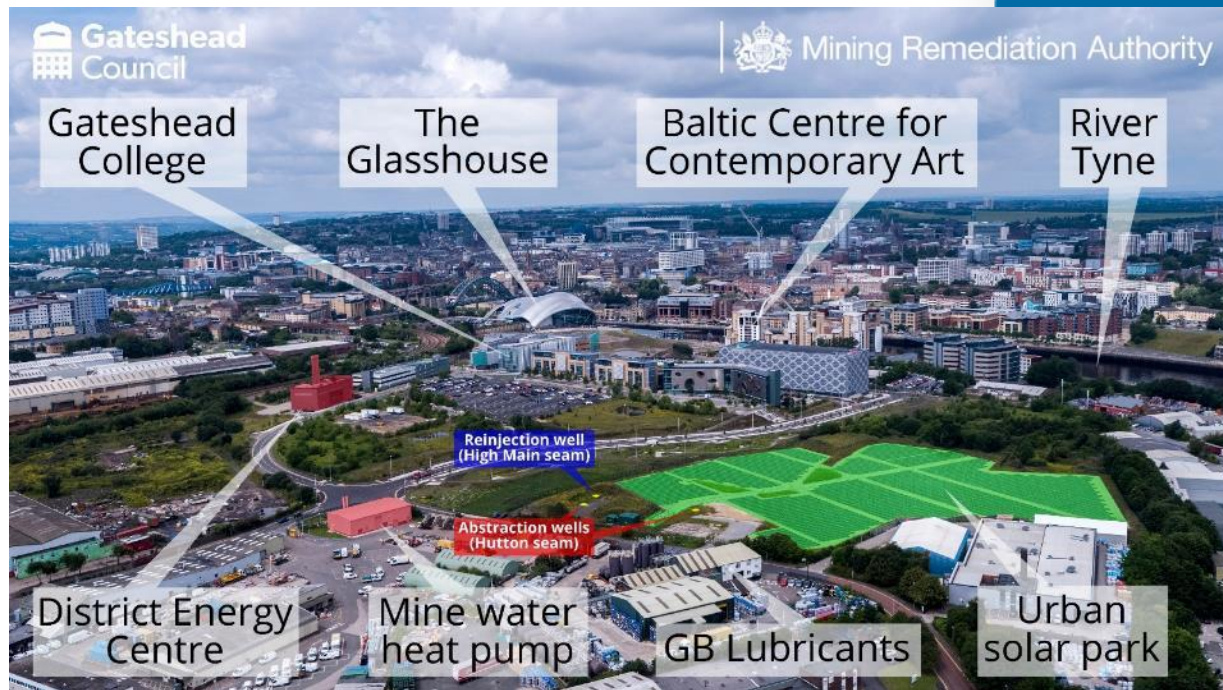 Gateshead
Council
Mining Remediation Authority
Gateshead
College
The
Glasshouse
Baltic Centre for
Contemporary Art
River
Tyne
Reinjection well
(High Main seam)
Abstraction wells
(Hutton seam)
District Energy
Centre
Mine water
heat pump
GB Lubricants
Urban
solar park